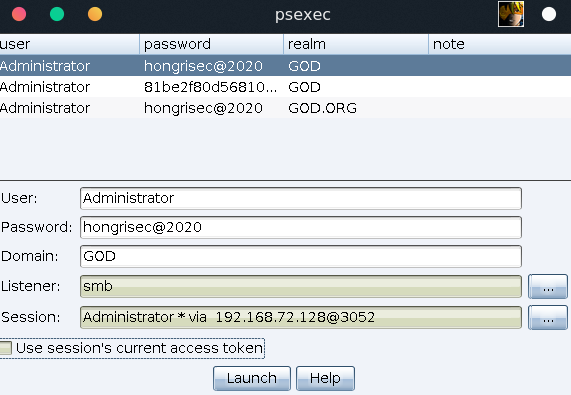 psexec
user password realm note
Administrator hongrisec@2020 GOD
Administrator 81be2f80d56810... GOD
Administrator hongrisec@2020 GOD.ORG
User: Administrator
Password: hongrisec@2020
Domain: GOD
Listener: smb ...
Session: Administrator * via 192.168.72.128@3052 ...
Use session's current access token
Launch Help